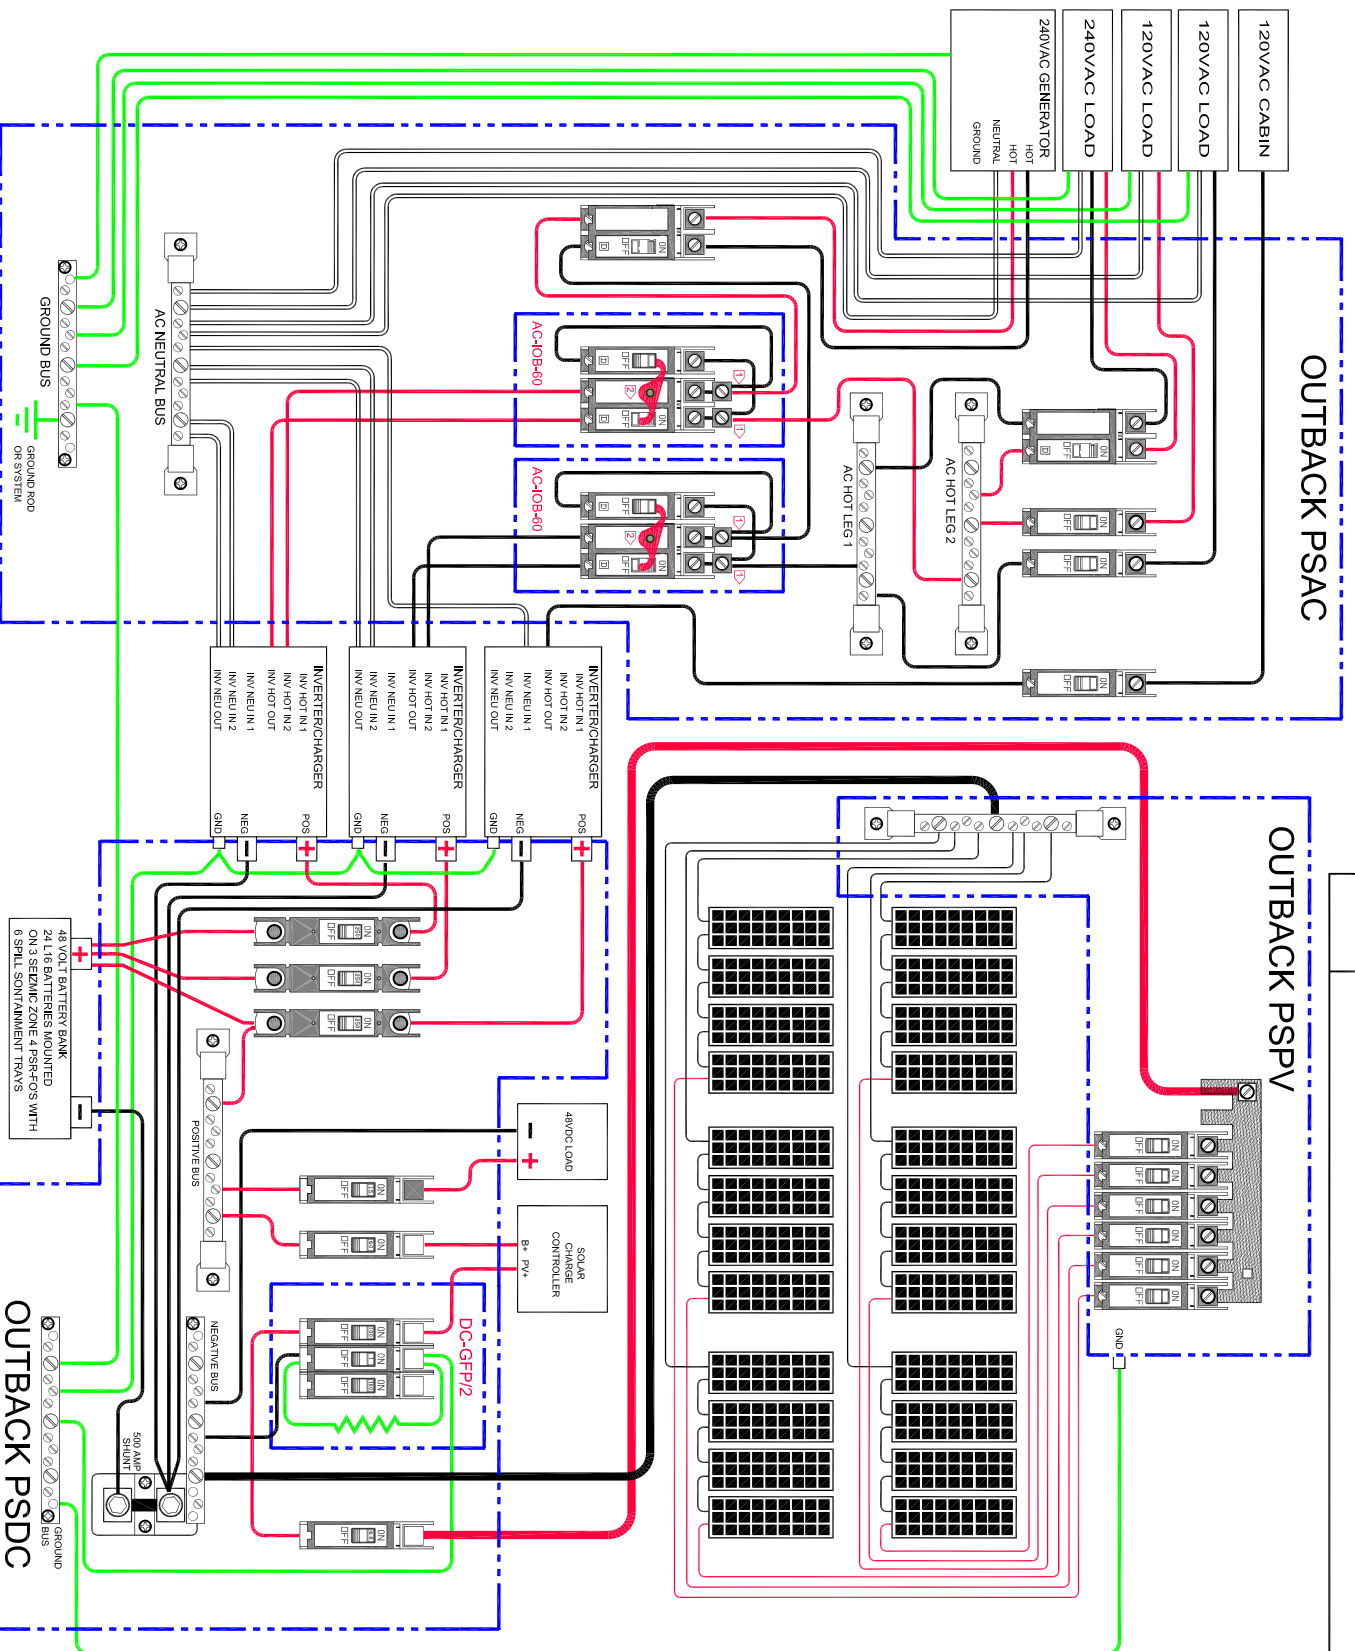 120VAC CABIN
120VAC LOAD
120VAC LOAD
240VAC LOAD
240VAC GENERATOR
HOT
HOT
NEUTRAL
GROUND
OUTBACK PSAC
AC HOT LEG 2
AC HOT LEG 1
AC-IOB-60
AC-IOB-60
1
1
2
1
1
2
AC NEUTRAL BUS
GROUND BUS
GROUND ROD
OR SYSTEM
ON
OFF
D
INVERTER/CHARGER
INV HOT IN 1
INV HOT IN 2
INV HOT OUT
INV NEU IN 1
INV NEU IN 2
INV NEU OUT
POS
NEG
GND
INVERTER/CHARGER
INV HOT IN 1
INV HOT IN 2
INV HOT OUT
INV NEU IN 1
INV NEU IN 2
INV NEU OUT
POS
NEG
GND
INVERTER/CHARGER
INV HOT IN 1
INV HOT IN 2
INV HOT OUT
INV NEU IN 1
INV NEU IN 2
INV NEU OUT
POS
NEG
GND
OUTBACK PSPV
GND
48 VOLT BATTERY BANK
24 L16 BATTERIES MOUNTED
ON 3 SEIZMIC ZONE 4 PSR-FO'S WITH
6 SPILL SONTAINMENT TRAYS
POSITIVE BUS
48VDC LOAD
SOLAR
CHARGE
CONTROLLER
B+ PV+
DC-GFP/2
NEGATIVE BUS
500 AMP
SHUNT
GROUND
BUS
OUTBACK PSDC